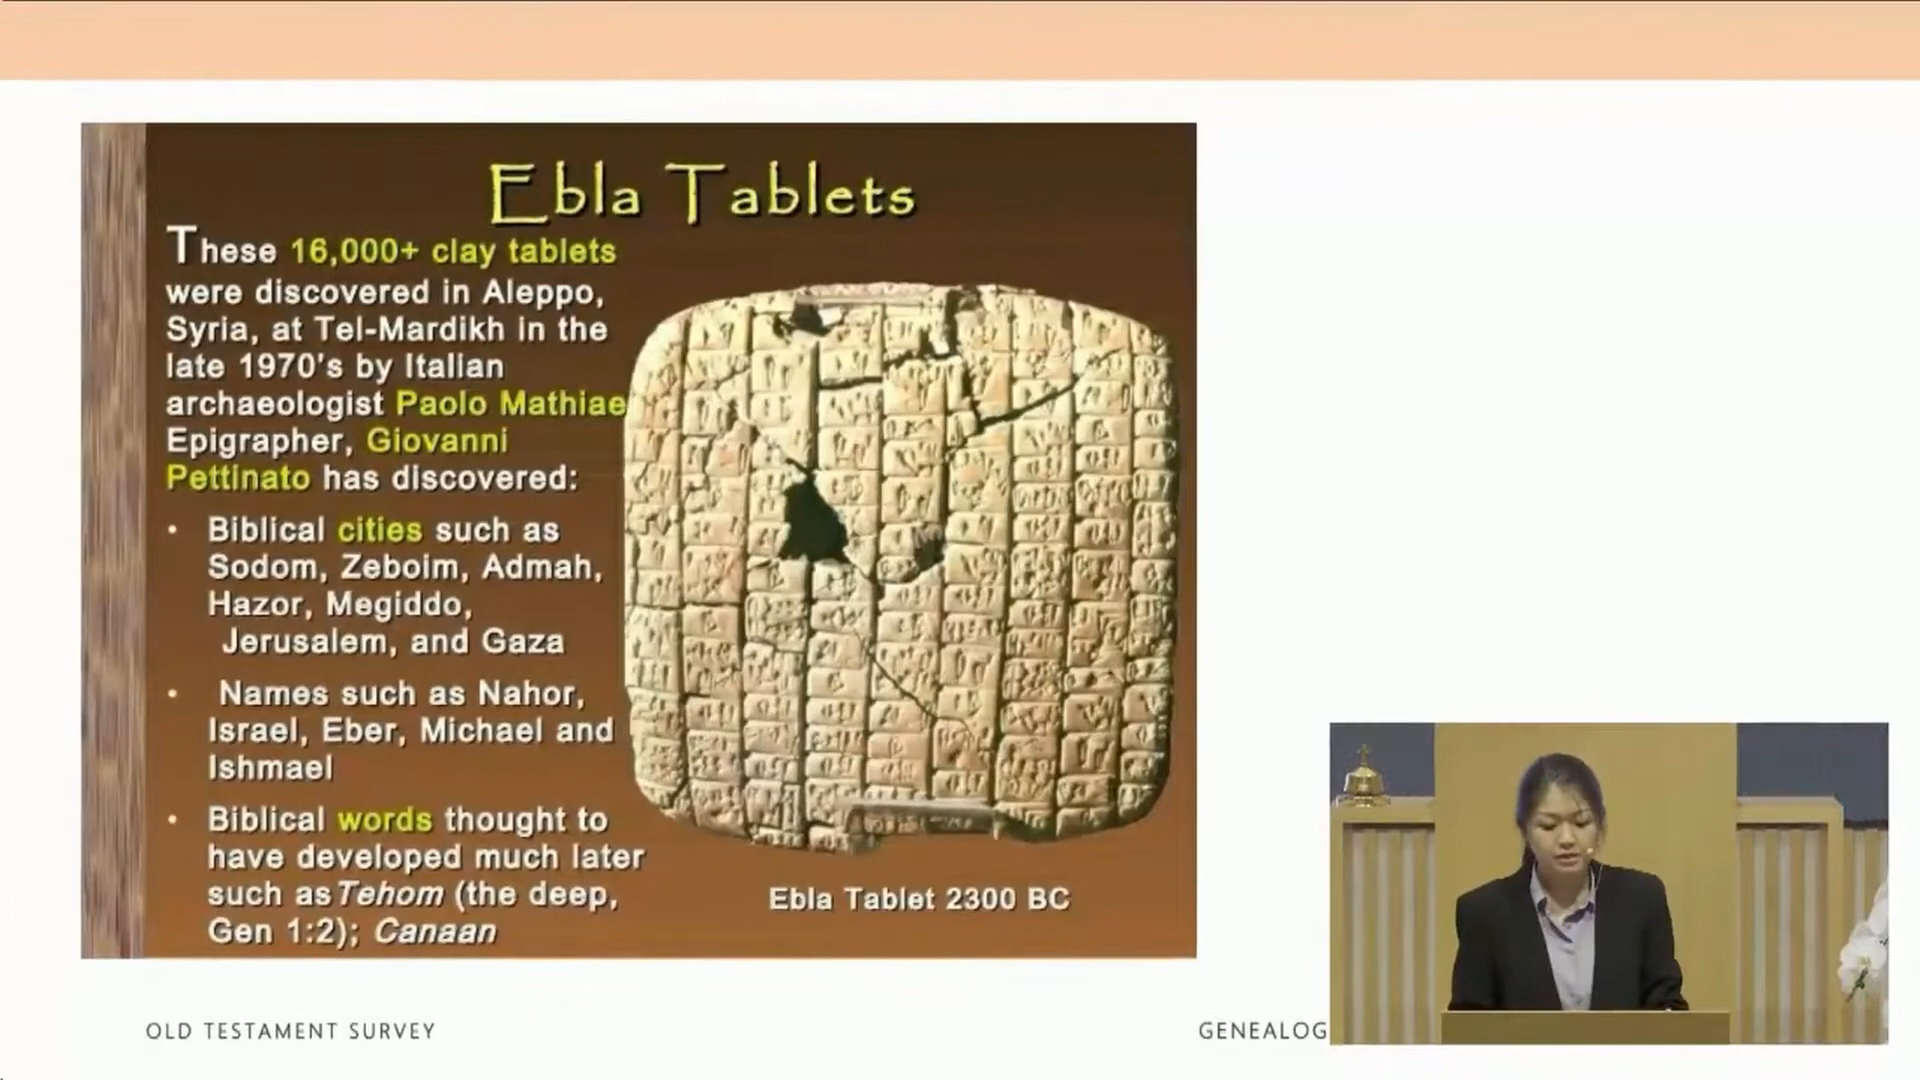 Ebla Tablets
These 16,000+ clay tablets
were discovered in Aleppo,
Syria, at Tel-Mardikh in the
late 1970's by Italian
archaeologist Paolo Mathiae
Epigrapher, Giovanni
Pettinato has discovered:
• Biblical cities such as
Sodom, Zeboim, Admah,
Hazor, Megiddo,
Jerusalem, and Gaza
• Names such as Nahor,
Israel, Eber, Michael and
Ishmael
• Biblical words thought to
have developed much later
such as Tehom (the deep,
Gen 1:2); Canaan
Ebla Tablet 2300 BC
OLD TESTAMENT SURVEY
GENEALOG